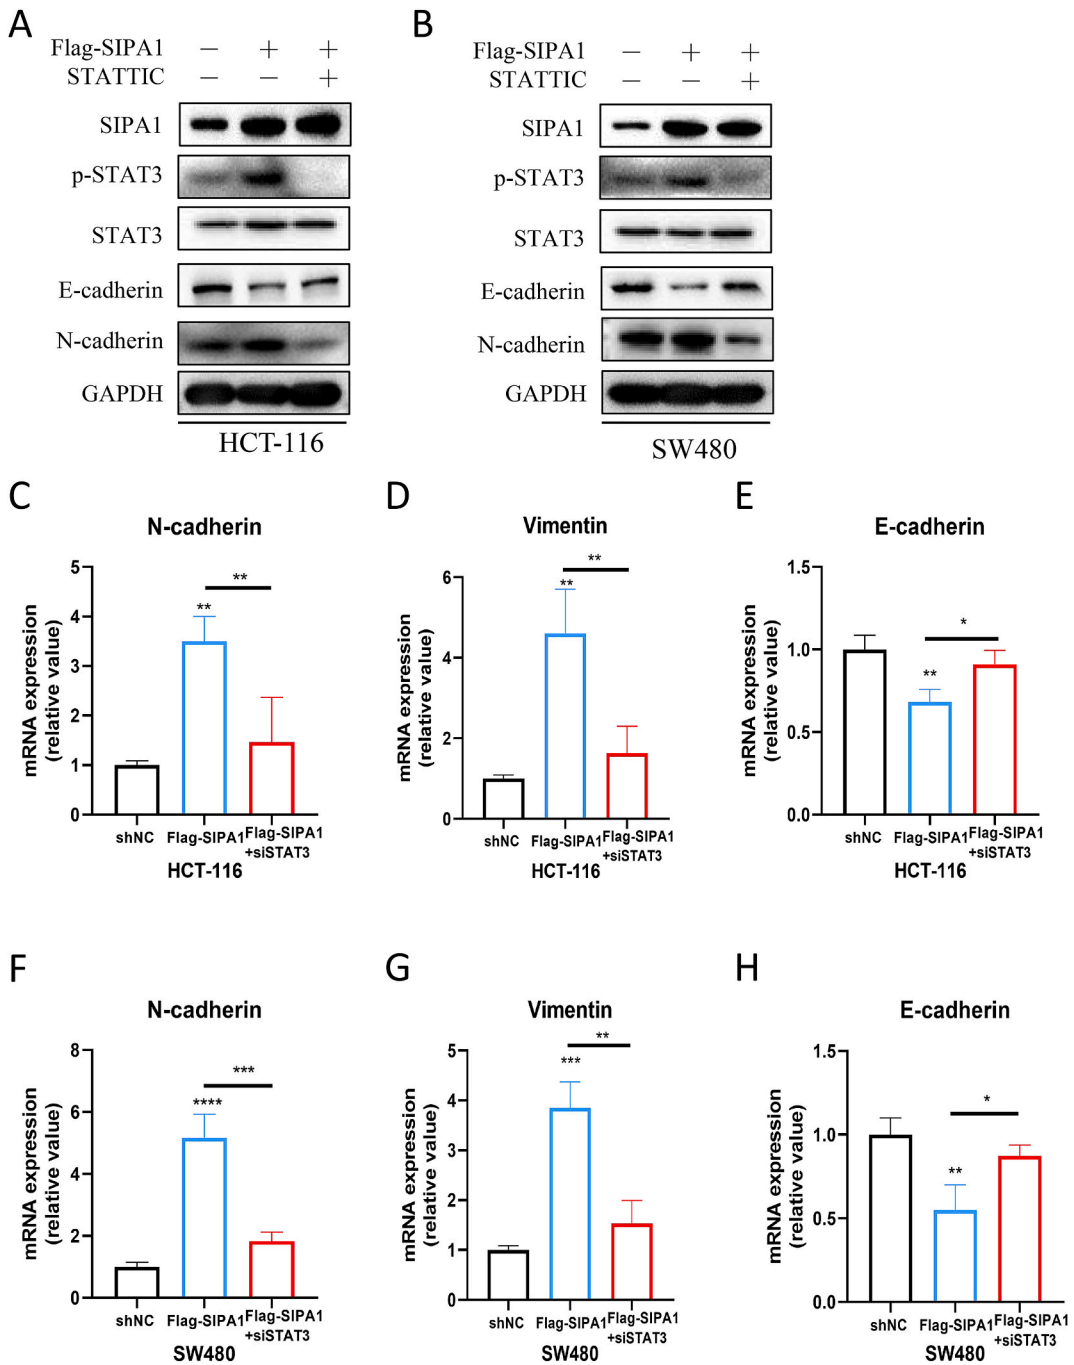 A
Flag-SIPA1 — + +
STATTIC — — +
SIPA1
p-STAT3
STAT3
E-cadherin
N-cadherin
GAPDH
HCT-116
B
Flag-SIPA1 — + +
STATTIC — — +
SIPA1
p-STAT3
STAT3
E-cadherin
N-cadherin
GAPDH
SW480
C
N-cadherin
mRNA expression
(relative value)
5
4
3
2
1
0
**
**
shNC
Flag-SIPA1
Flag-SIPA1
+siSTAT3
HCT-116
D
Vimentin
mRNA expression
(relative value)
6
4
2
0
**
**
shNC
Flag-SIPA1
Flag-SIPA1
+siSTAT3
HCT-116
E
E-cadherin
mRNA expression
(relative value)
1.5
1.0
0.5
0.0
*
**
shNC
Flag-SIPA1
Flag-SIPA1
+siSTAT3
HCT-116
F
N-cadherin
mRNA expression
(relative value)
8
6
4
2
0
***
****
shNC
Flag-SIPA1
Flag-SIPA1
+siSTAT3
SW480
G
Vimentin
mRNA expression
(relative value)
5
4
3
2
1
0
**
***
shNC
Flag-SIPA1
Flag-SIPA1
+siSTAT3
SW480
H
E-cadherin
mRNA expression
(relative value)
1.5
1.0
0.5
0.0
*
**
shNC
Flag-SIPA1
Flag-SIPA1
+siSTAT3
SW480